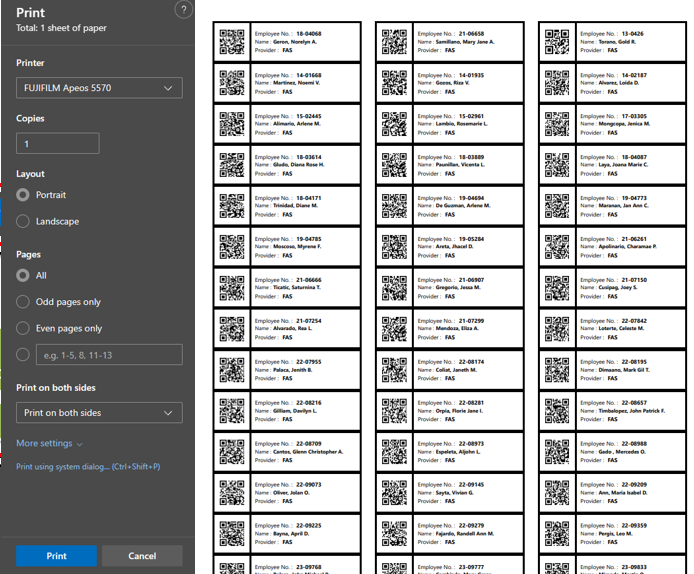 Print
?
Total: 1 sheet of paper
Printer
FUJIFILM Apeos 5570
Copies
1
Layout
Portrait
Landscape
Pages
All
Odd pages only
Even pages only
e.g. 1-5, 8, 11-13
Print on both sides
Print on both sides
More settings
Print using system dialog... (Ctrl+Shift+P)
Print
Cancel
Employee No. : 18-04068
Name : Geron, Norelyn A.
Provider : FAS
Employee No. : 21-06658
Name : Samillano, Mary Jane A.
Provider : FAS
Employee No. : 13-0426
Name : Torano, Gold R.
Provider : FAS
Employee No. : 14-01668
Name : Martinez, Noemi V.
Provider : FAS
Employee No. : 14-01935
Name : Gozos, Riza V.
Provider : FAS
Employee No. : 14-02187
Name : Alvarez, Loida D.
Provider : FAS
Employee No. : 15-02445
Name : Alimario, Arlene M.
Provider : FAS
Employee No. : 15-02961
Name : Lambio, Rosemarie L.
Provider : FAS
Employee No. : 17-03305
Name : Mongcopa, Jenica M.
Provider : FAS
Employee No. : 18-03614
Name : Glodo, Diana Rose H.
Provider : FAS
Employee No. : 18-03889
Name : Paunillan, Vicenta L.
Provider : FAS
Employee No. : 18-04087
Name : Laya, Joana Marie C.
Provider : FAS
Employee No. : 18-04171
Name : Trinidad, Diane M.
Provider : FAS
Employee No. : 19-04694
Name : De Guzman, Arlene M.
Provider : FAS
Employee No. : 19-04773
Name : Maranan, Jan Ann C.
Provider : FAS
Employee No. : 19-04785
Name : Moscoso, Myrene F.
Provider : FAS
Employee No. : 19-05284
Name : Areta, Jhacel D.
Provider : FAS
Employee No. : 21-06261
Name : Apolinario, Charamae P.
Provider : FAS
Employee No. : 21-06666
Name : Ticatic, Saturnina T.
Provider : FAS
Employee No. : 21-06907
Name : Gregorio, Jessa M.
Provider : FAS
Employee No. : 21-07150
Name : Cusipag, Joey S.
Provider : FAS
Employee No. : 21-07254
Name : Alvarado, Rea L.
Provider : FAS
Employee No. : 21-07299
Name : Mendoza, Eliza A.
Provider : FAS
Employee No. : 22-07842
Name : Loterte, Celeste M.
Provider : FAS
Employee No. : 22-07955
Name : Palaca, Jenith B.
Provider : FAS
Employee No. : 22-08174
Name : Collat, Janeth M.
Provider : FAS
Employee No. : 22-08195
Name : Dimaano, Mark Gil T.
Provider : FAS
Employee No. : 22-08216
Name : Gilliam, Davilyn L.
Provider : FAS
Employee No. : 22-08281
Name : Orpia, Florie Jane I.
Provider : FAS
Employee No. : 22-08657
Name : Timbalopez, John Patrick F.
Provider : FAS
Employee No. : 22-08709
Name : Cantos, Glenn Christopher A.
Provider : FAS
Employee No. : 22-08973
Name : Espeleta, Aljohn L.
Provider : FAS
Employee No. : 22-08988
Name : Gado , Mercedes O.
Provider : FAS
Employee No. : 22-09073
Name : Oliver, Jolan O.
Provider : FAS
Employee No. : 22-09145
Name : Sayta, Vivian G.
Provider : FAS
Employee No. : 22-09209
Name : Ann, Maria Isabel D.
Provider : FAS
Employee No. : 22-09225
Name : Bayna, April D.
Provider : FAS
Employee No. : 22-09279
Name : Fajardo, Randell Ann M.
Provider : FAS
Employee No. : 22-09359
Name : Pergis, Leo M.
Provider : FAS
Employee No. : 23-09768
Employee No. : 23-09777
Employee No. : 23-09833